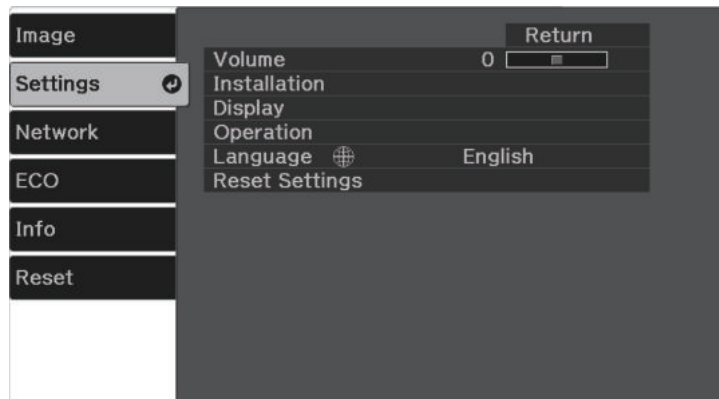 Image
Settings
Network
ECO
Info
Reset
Return
Volume 0
Installation
Display
Operation
Language English
Reset Settings